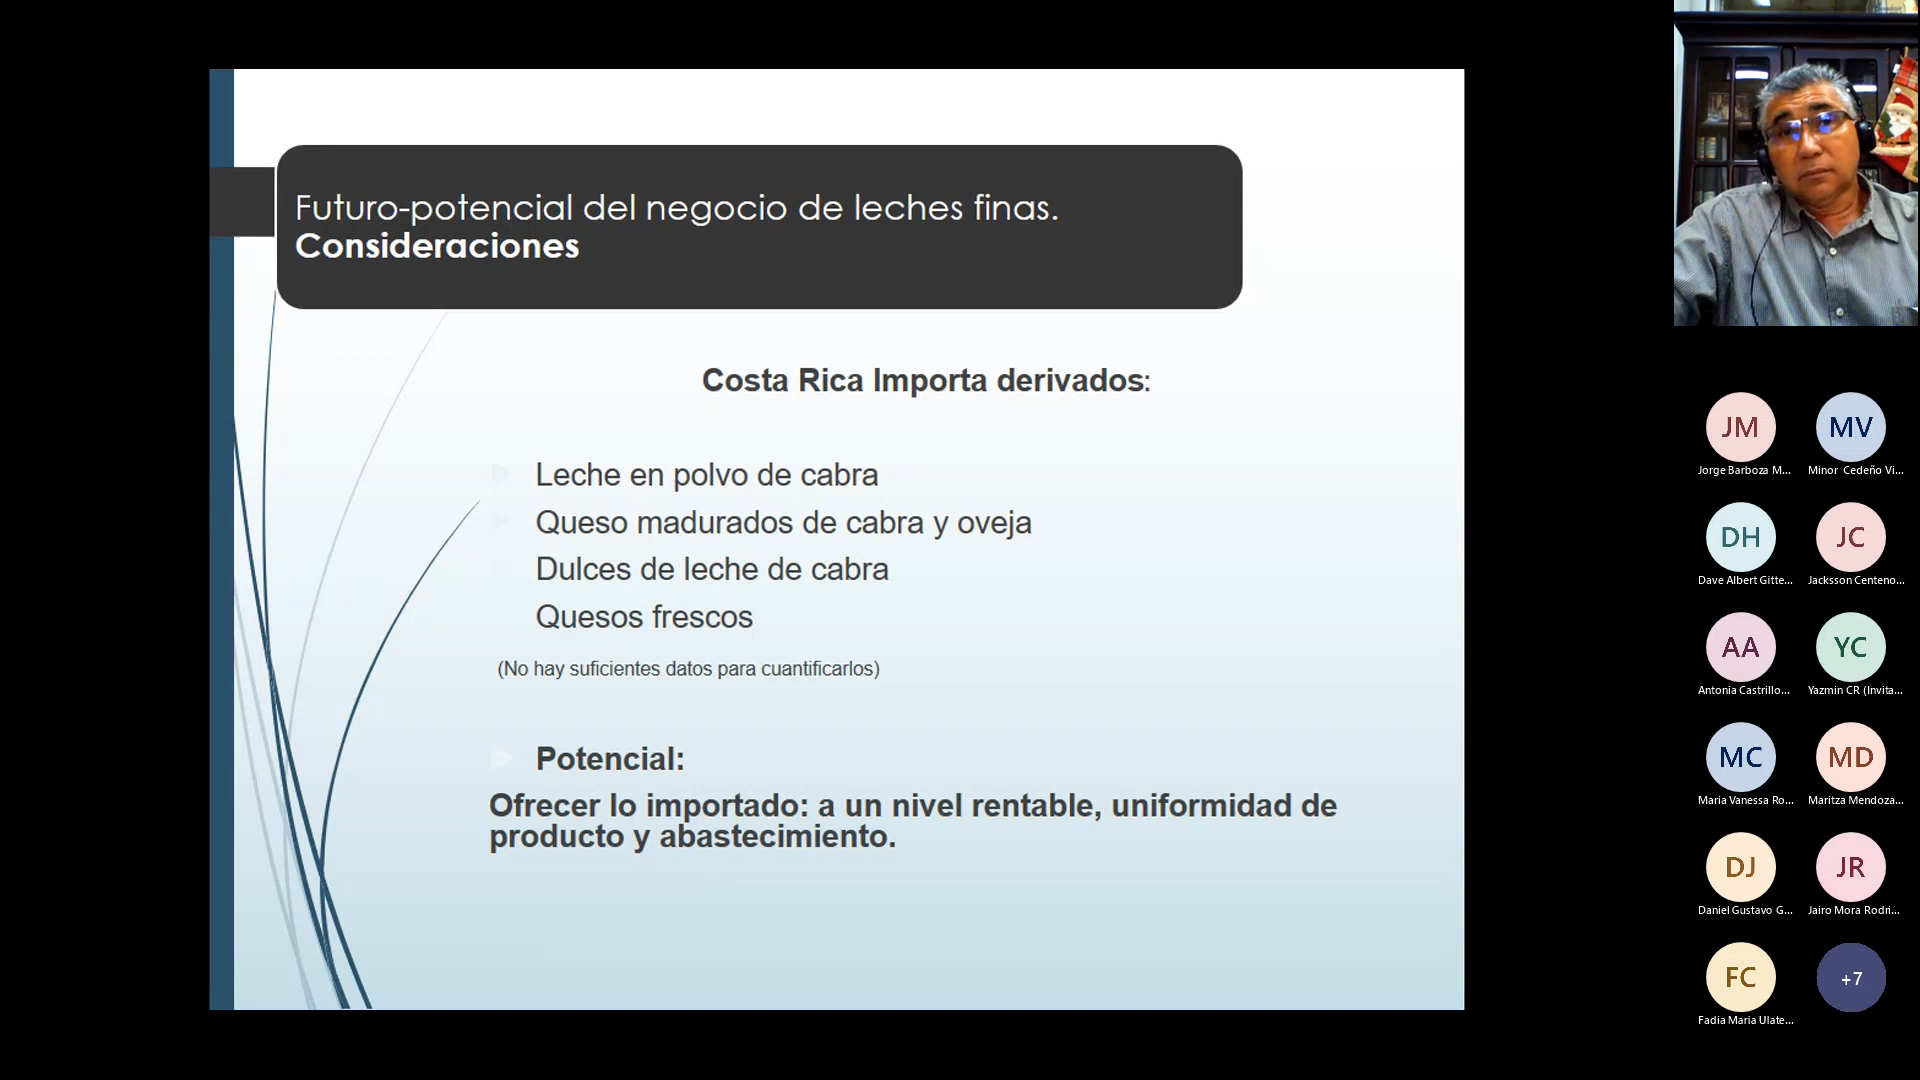 Futuro-potencial del negocio de leches finas.
Consideraciones
Costa Rica Importa derivados:
Leche en polvo de cabra
Queso madurados de cabra y oveja
Dulces de leche de cabra
Quesos frescos
(No hay suficientes datos para cuantificarlos)
Potencial:
Ofrecer lo importado: a un nivel rentable, uniformidad de
producto y abastecimiento.
JM
MV
Jorge Barboza M...
Minor Cedeño Vi...
DH
JC
Dave Albert Gitte...
Jacksson Centeno...
AA
YC
Antonia Castrillo...
Yazmin CR (Invita...
MC
MD
Maria Vanessa Ro...
Maritza Mendoza...
DJ
JR
Daniel Gustavo G...
Jairo Mora Rodri...
FC
+7
Fadia Maria Ulate...